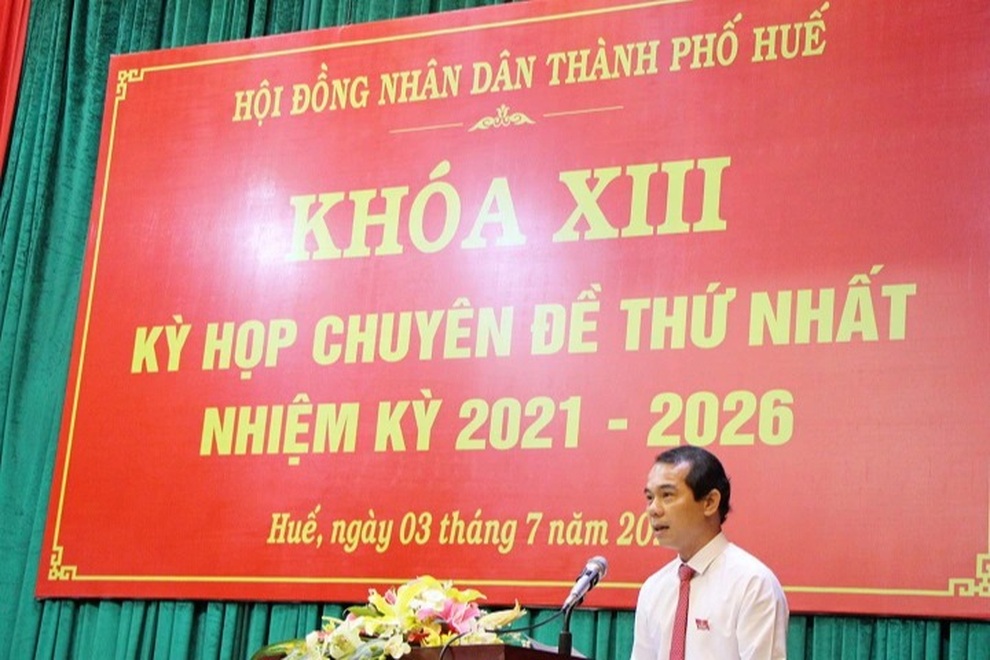 HỘI ĐỒNG NHÂN DÂN THÀNH PHỐ HUẾ
KHÓA XIII
KỲ HỌP CHUYÊN ĐỀ THỨ NHẤT
NHIỆM KỲ 2021 - 2026
Huế, ngày 03 tháng 7 năm